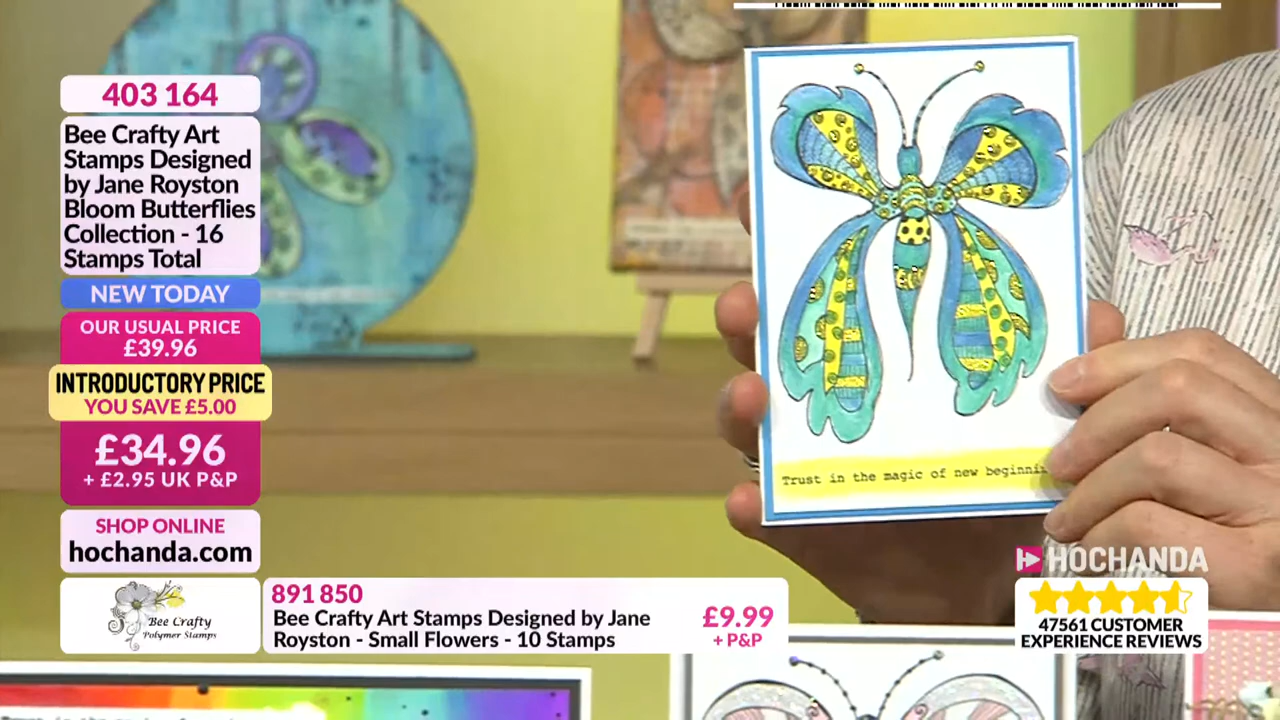 403 164
Bee Crafty Art
Stamps Designed
by Jane Royston
Bloom Butterflies
Collection - 16
Stamps Total
NEW TODAY
OUR USUAL PRICE
£39.96
INTRODUCTORY PRICE
YOU SAVE £5.00
£34.96
+ £2.95 UK P&P
SHOP ONLINE
hochanda.com
Trust in the magic of new
Bee Crafty
Polymer Stamps
891 850
Bee Crafty Art Stamps Designed by Jane
Royston - Small Flowers - 10 Stamps
£9.99
+ P&P
HOCHANDA
47561 CUSTOMER
EXPERIENCE REVIEWS